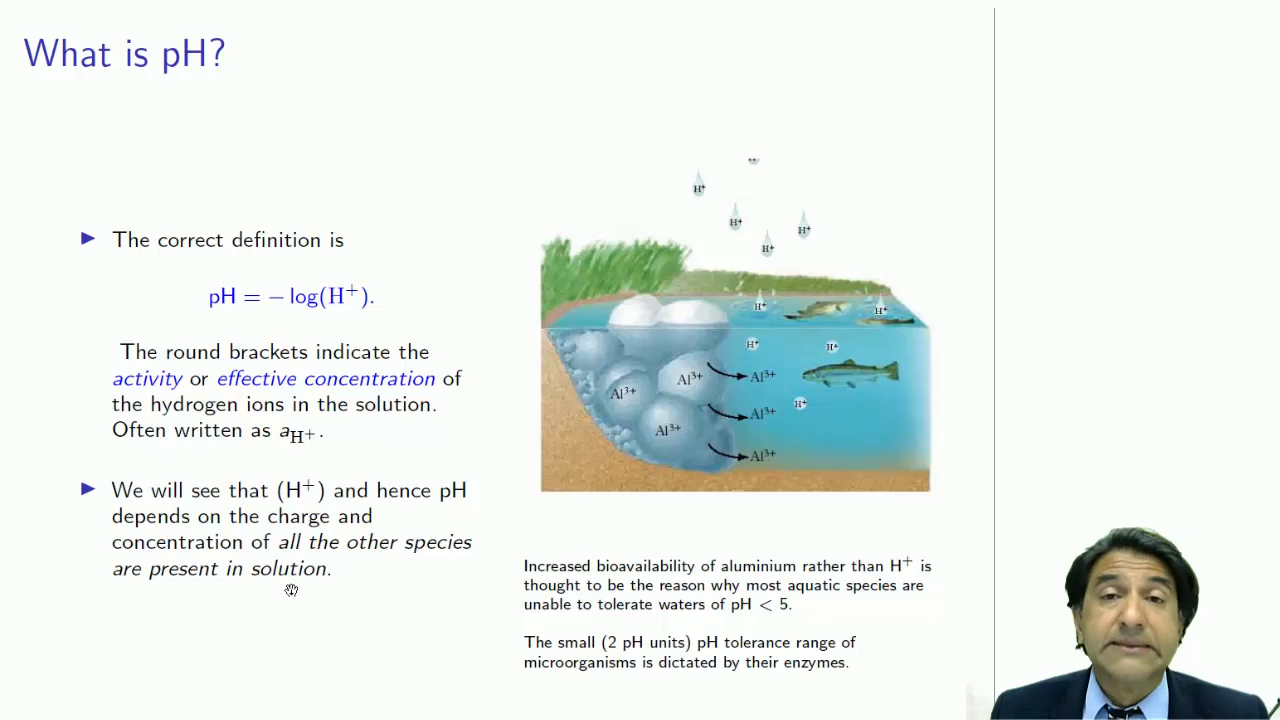 What is pH?
▶ The correct definition is
pH = − log(H⁺).
The round brackets indicate the
activity or effective concentration of
the hydrogen ions in the solution.
Often written as a_H⁺.
▶ We will see that (H⁺) and hence pH
depends on the charge and
concentration of all the other species
are present in solution.
H⁺
H⁺
H⁺
H⁺
H⁺
H⁺
H⁺
H⁺
Al³⁺
Al³⁺
Al³⁺
H⁺
Al³⁺
Al³⁺
Al³⁺
Increased bioavailability of aluminium rather than H⁺ is
thought to be the reason why most aquatic species are
unable to tolerate waters of pH < 5.
The small (2 pH units) pH tolerance range of
microorganisms is dictated by their enzymes.